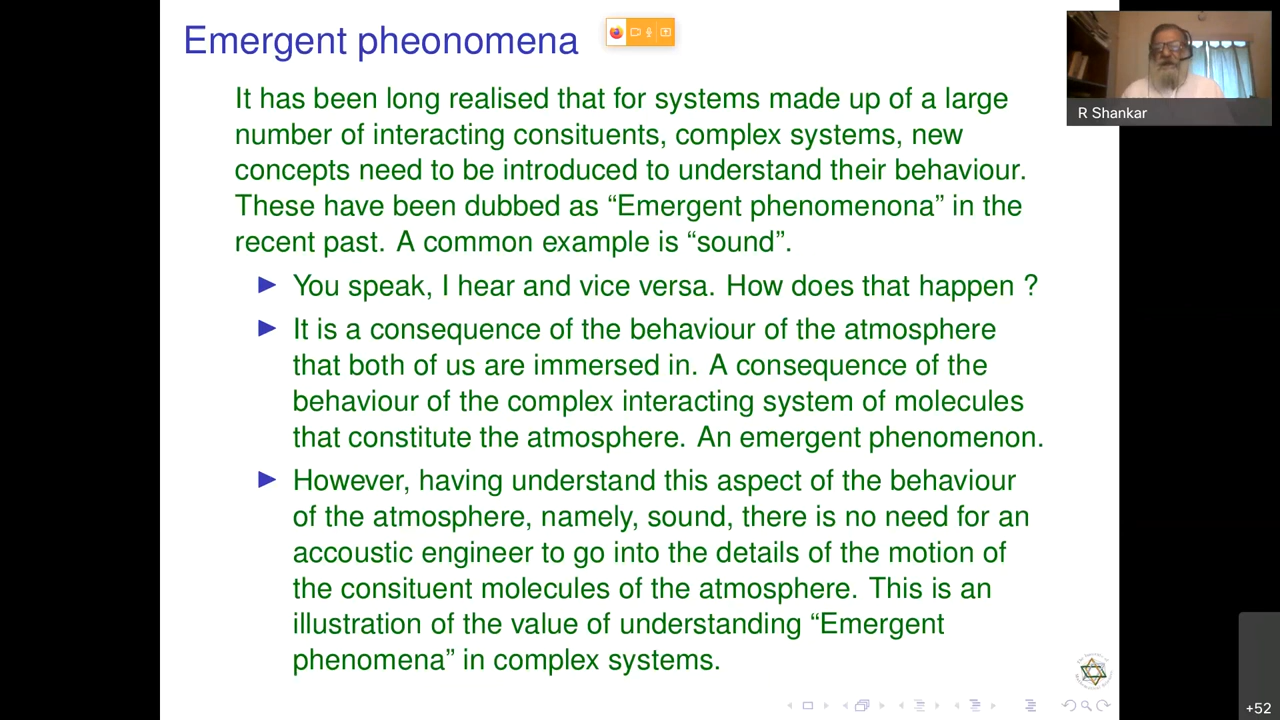 Emergent pheonomena
It has been long realised that for systems made up of a large
number of interacting consituents, complex systems, new
concepts need to be introduced to understand their behaviour.
These have been dubbed as “Emergent phenomenona” in the
recent past. A common example is “sound”.
▶ You speak, I hear and vice versa. How does that happen ?
▶ It is a consequence of the behaviour of the atmosphere
that both of us are immersed in. A consequence of the
behaviour of the complex interacting system of molecules
that constitute the atmosphere. An emergent phenomenon.
▶ However, having understand this aspect of the behaviour
of the atmosphere, namely, sound, there is no need for an
accoustic engineer to go into the details of the motion of
the consituent molecules of the atmosphere. This is an
illustration of the value of understanding “Emergent
phenomena” in complex systems.
R Shankar
+52